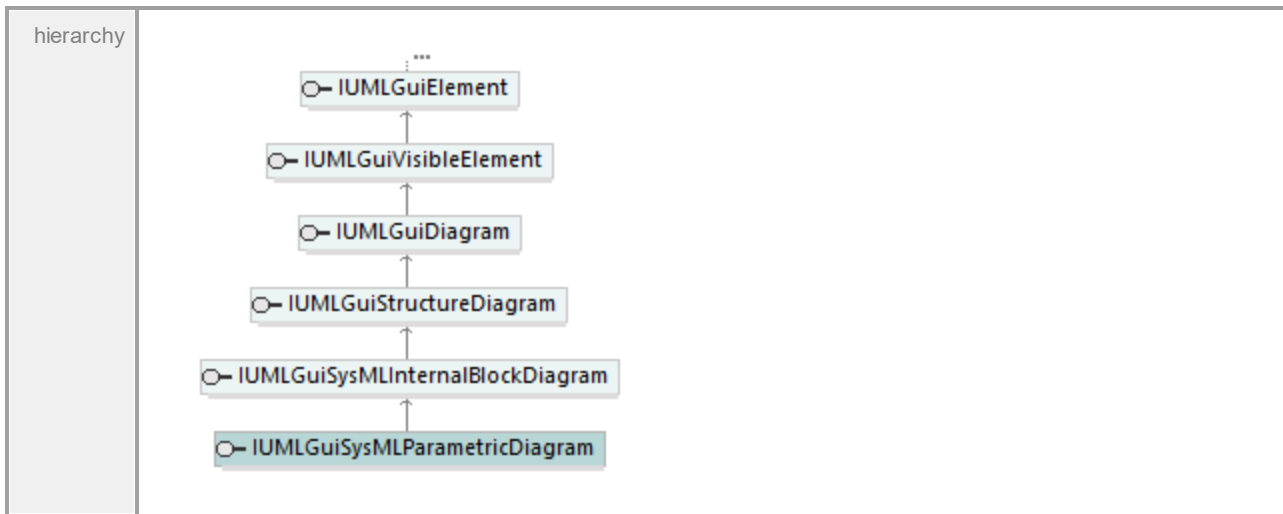 hierarchy
...
IUMLGuiElement
IUMLGuiVisibleElement
IUMLGuiDiagram
IUMLGuiStructureDiagram
IUMLGuiSysMLInternalBlockDiagram
IUMLGuiSysMLParametricDiagram